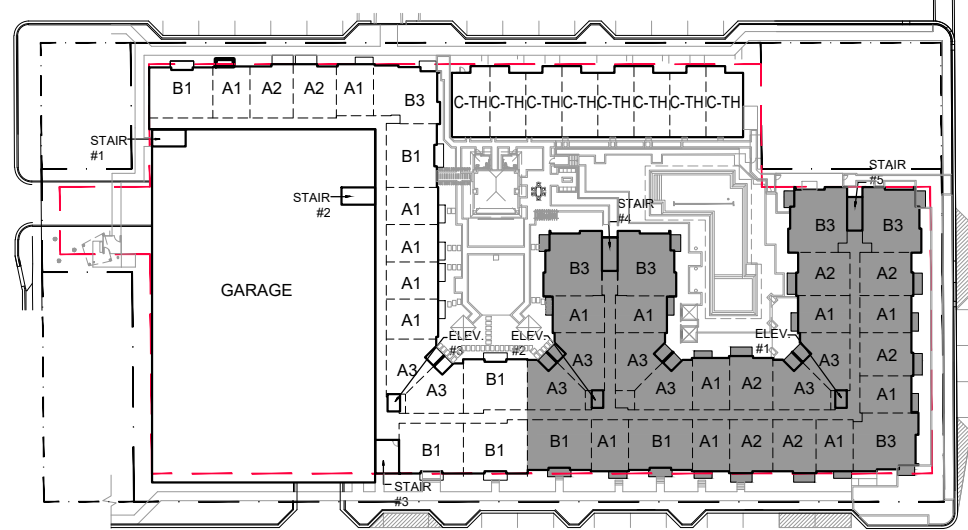 B1 A1 A2 A2 A1 B3
C-TH C-TH C-TH C-TH C-TH C-TH C-TH C-TH
STAIR
#1
B1
STAIR
#5
STAIR
#2
A1
STAIR
#4
B3 B3
A1
B3 B3
A2 A2
A1
GARAGE
A1
A1 A1
A1 A1
ELEV.
#3
ELEV.
#2
ELEV.
#1
A3 A3
A3 A2
A3 A3
B1
A3 A3
A1 A2
A3 A1
B1 B1
B1 A1 B1 A1 A2 A2 A1 B3
STAIR
#3